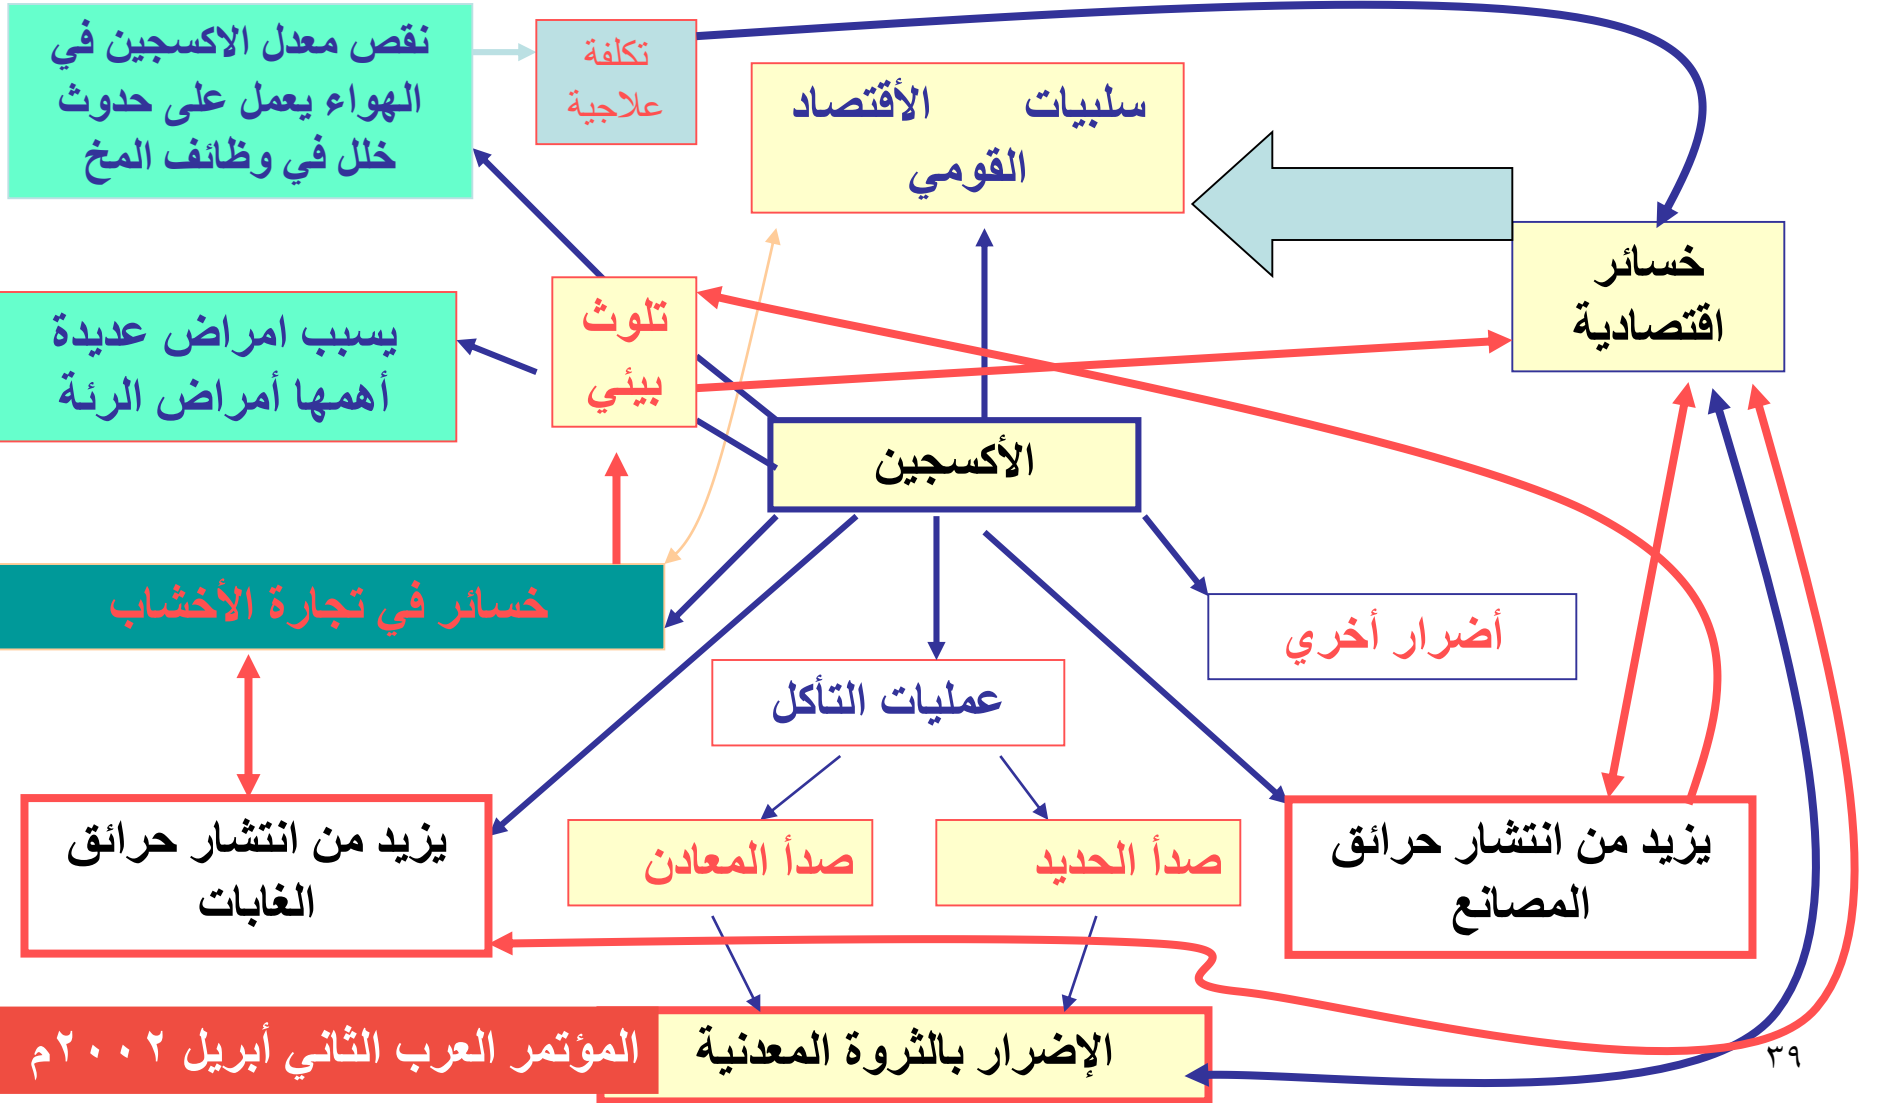 نقص معدل الاكسجين في
الهواء يعمل على حدوث
خلل في وظائف المخ
تكلفة
علاجية
سلبيات الأقتصاد
القومي
خسائر
اقتصادية
تلوث
بيئي
يسبب امراض عديدة
أهمها أمراض الرئة
الأكسجين
خسائر في تجارة الأخشاب
أضرار أخري
عمليات التأكل
يزيد من انتشار حرائق
المصانع
صدأ الحديد
صدأ المعادن
يزيد من انتشار حرائق
الغابات
الإضرار بالثروة المعدنية
المؤتمر العرب الثاني أبريل ٢٠٠٢م
٣٩